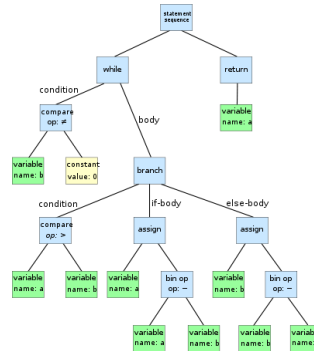 statement
sequence
while
return
condition
body
compare
op: ≠
variable
name: a
variable
name: b
constant
value: 0
branch
condition
if-body
else-body
compare
op: >
assign
assign
variable
name: a
variable
name: b
variable
name: a
bin op
op: −
variable
name: b
bin op
op: −
variable
name: a
variable
name: b
variable
name: b